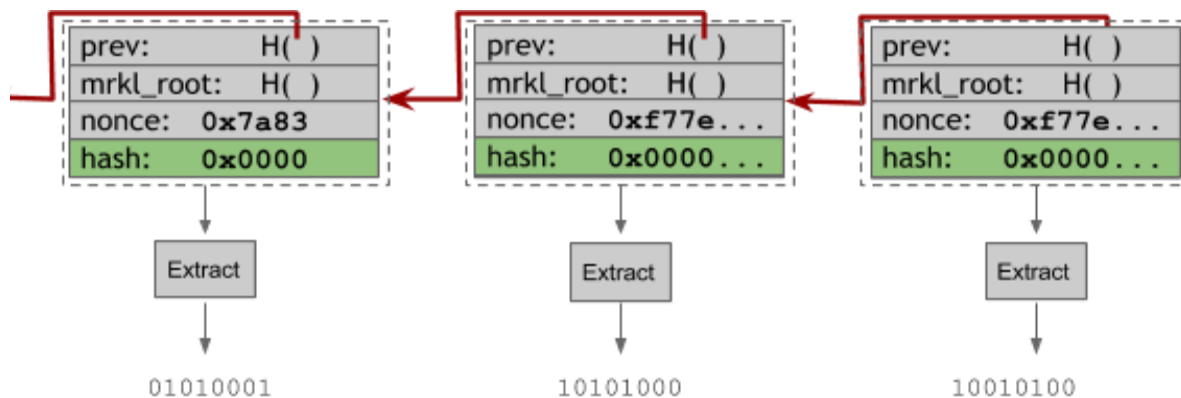 prev: H( )
mrkl_root: H( )
nonce: 0x7a83
hash: 0x0000
Extract
01010001
prev: H( )
mrkl_root: H( )
nonce: 0xf77e...
hash: 0x0000...
Extract
10101000
prev: H( )
mrkl_root: H( )
nonce: 0xf77e...
hash: 0x0000...
Extract
10010100